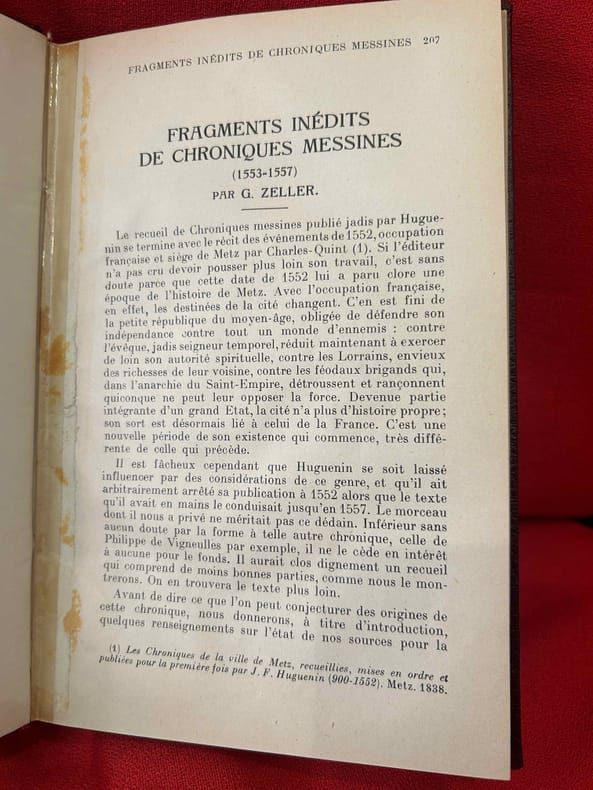 FRAGMENTS INÉDITS DE CHRONIQUES MESSINES 207
FRAGMENTS INÉDITS
DE CHRONIQUES MESSINES
(1553-1557)
PAR G. ZELLER.
Le recueil de Chroniques messines publié jadis par Hugue-
nin se termine avec le récit des événements de 1552, occupation
française et siège de Metz par Charles-Quint (1). Si l'éditeur
n'a pas cru devoir pousser plus loin son travail, c'est sans
doute parce que cette date de 1552 lui a paru clore une
époque de l'histoire de Metz. Avec l'occupation française,
en effet, les destinées de la cité changent. C'en est fini de
la petite république du moyen-âge, obligée de défendre son
indépendance contre tout un monde d'ennemis : contre
l'évêque, jadis seigneur temporel, réduit maintenant à exercer
de loin son autorité spirituelle, contre les Lorrains, envieux
des richesses de leur voisine, contre les féodaux brigands qui,
dans l'anarchie du Saint-Empire, détroussent et rançonnent
quiconque ne peut leur opposer la force. Devenue partie
intégrante d'un grand Etat, la cité n'a plus d'histoire propre ;
son sort est désormais lié à celui de la France. C'est une
nouvelle période de son existence qui commence, très diffé-
rente de celle qui précède.
Il est fâcheux cependant que Huguenin se soit laissé
influencer par des considérations de ce genre, et qu'il ait
arbitrairement arrêté sa publication à 1552 alors que le texte
qu'il avait en mains le conduisait jusqu'en 1557. Le morceau
dont il nous a privé ne méritait pas ce dédain. Inférieur sans
aucun doute par la forme à telle autre chronique, celle de
Philippe de Vigneulles par exemple, il ne le cède en intérêt
à aucune pour le fonds. Il aurait clos dignement un recueil
qui comprend de moins bonnes parties, comme nous le mon-
trerons. On en trouvera le texte plus loin.
Avant de dire ce que l'on peut conjecturer des origines de
cette chronique, nous donnerons, à titre d'introduction,
quelques renseignements sur l'état de nos sources pour la
(1) Les Chroniques de la ville de Metz, recueillies, mises en ordre et
publiées pour la première fois par J. F. Huguenin (900-1552). Metz. 1838.